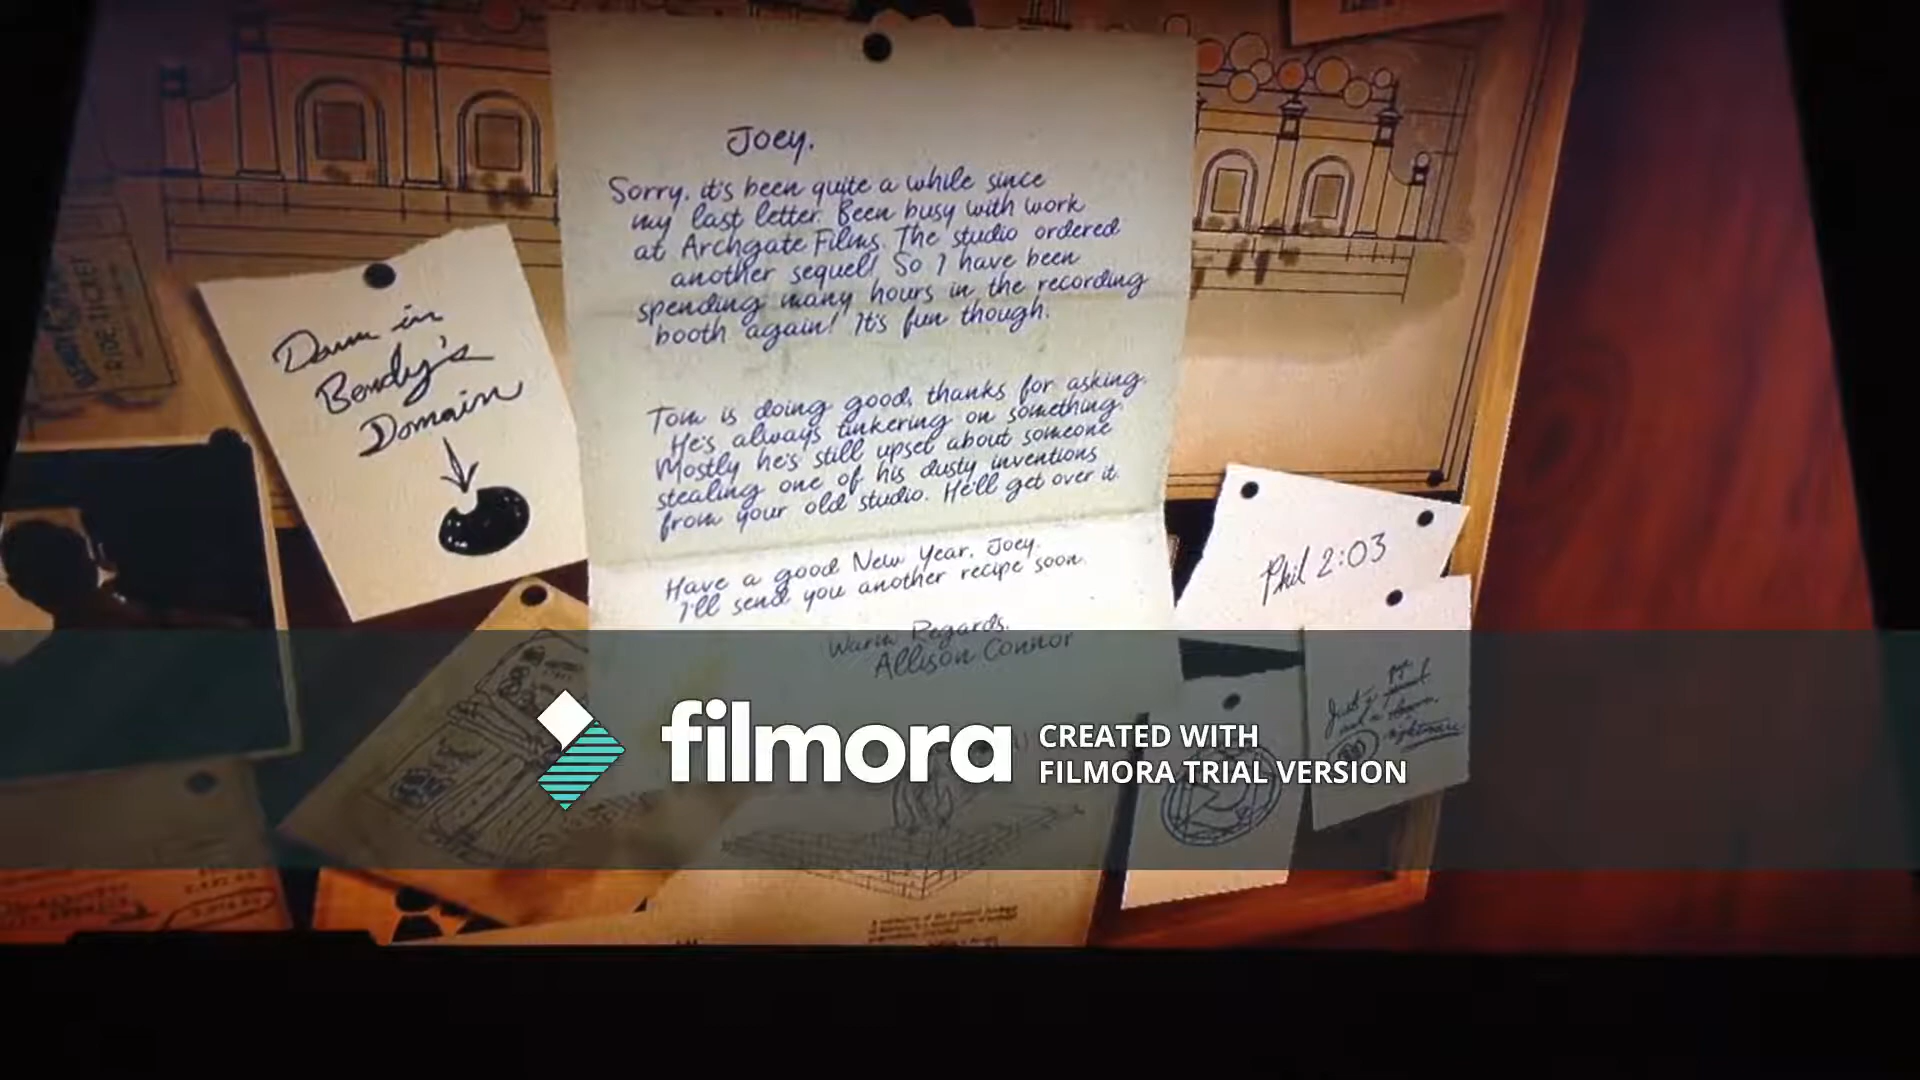 Joey.
Sorry, it's been quite a while since
my last letter. Been busy with work
at Archgate Films. The studio ordered
another sequel! So I have been
spending many hours in the recording
booth again! It's fun though.
Tom is doing good, thanks for asking.
He's always tinkering on something.
Mostly he's still upset about someone
stealing one of his dusty inventions
from your old studio. He'll get over it.
Have a good New Year, Joey.
I'll send you another recipe soon.
Warm Regards,
Allison Connor
Down in
Bendy's
Domain
RIDE TICKET
Phil 2:03
nightmare.
filmora
CREATED WITH
FILMORA TRIAL VERSION